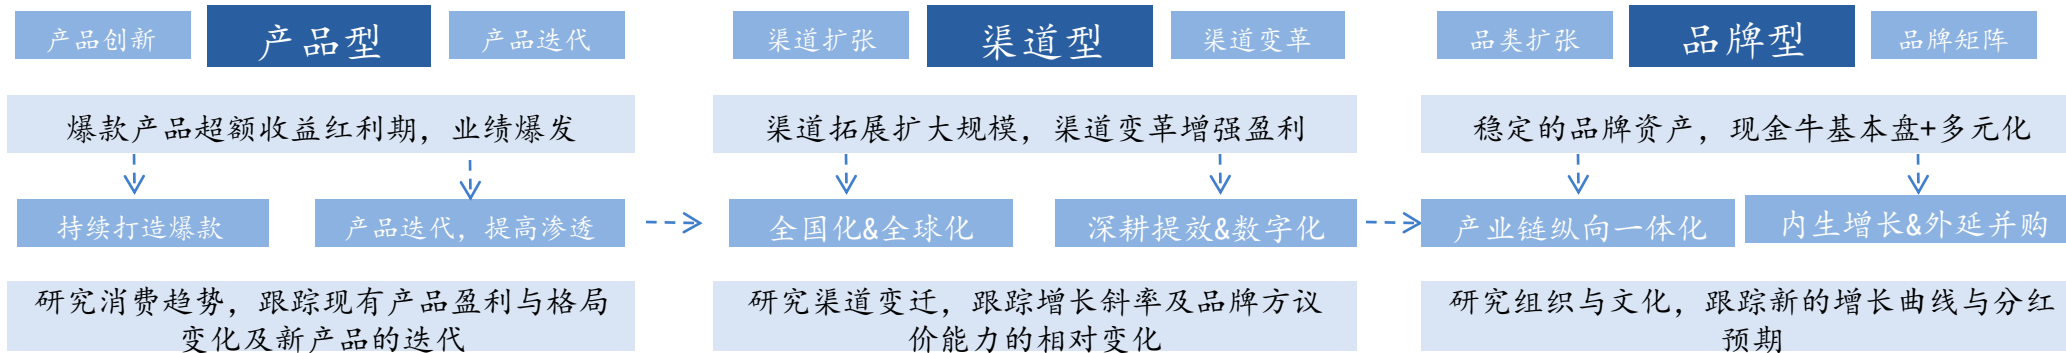 产品创新
产品型
产品迭代
渠道扩张
渠道型
渠道变革
品类扩张
品牌型
品牌矩阵
爆款产品超额收益红利期，业绩爆发
渠道拓展扩大规模，渠道变革增强盈利
稳定的品牌资产，现金牛基本盘+多元化
持续打造爆款
产品迭代，提高渗透
全国化&全球化
深耕提效&数字化
产业链纵向一体化
内生增长&外延并购
研究消费趋势，跟踪现有产品盈利与格局
变化及新产品的迭代
研究渠道变迁，跟踪增长斜率及品牌方议
价能力的相对变化
研究组织与文化，跟踪新的增长曲线与分红
预期